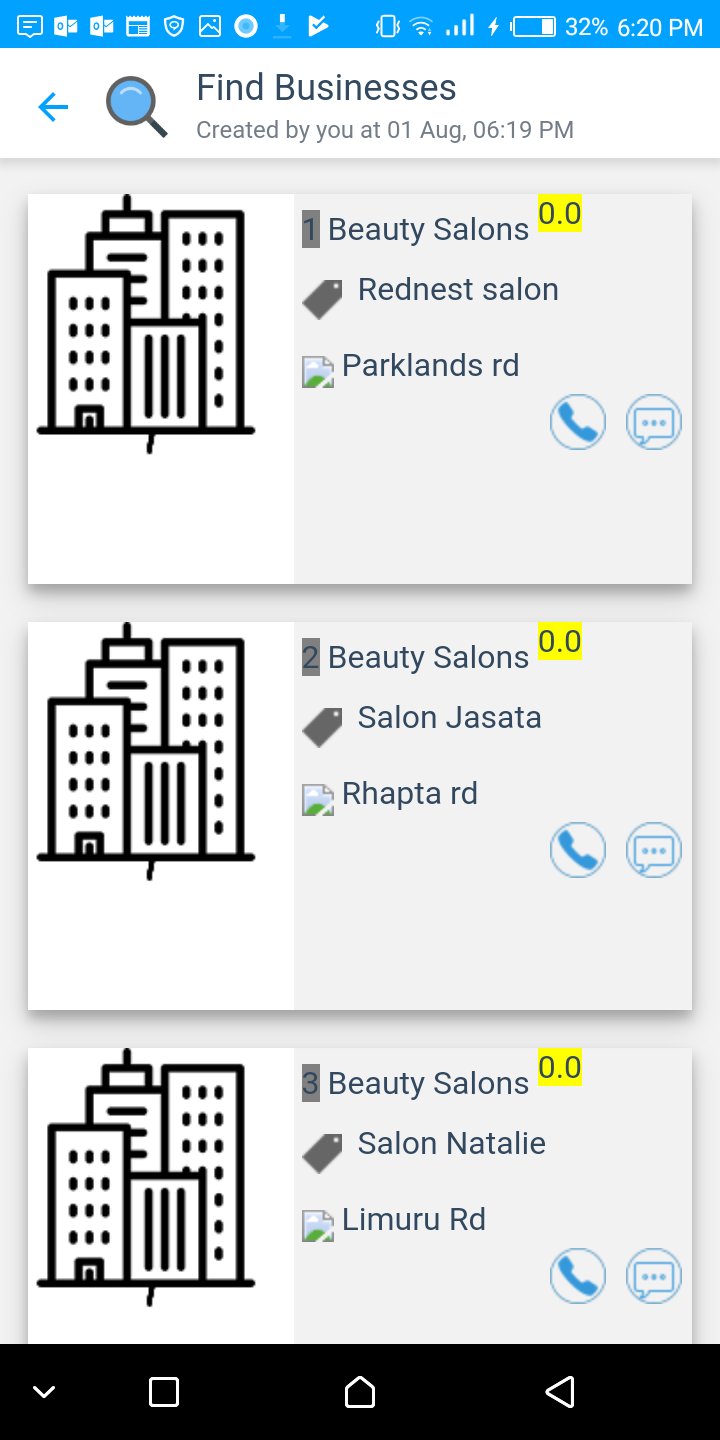 32% 6:20 PM
Find Businesses
Created by you at 01 Aug, 06:19 PM
1 Beauty Salons 0.0
Rednest salon
Parklands rd
2 Beauty Salons 0.0
Salon Jasata
Rhapta rd
3 Beauty Salons 0.0
Salon Natalie
Limuru Rd